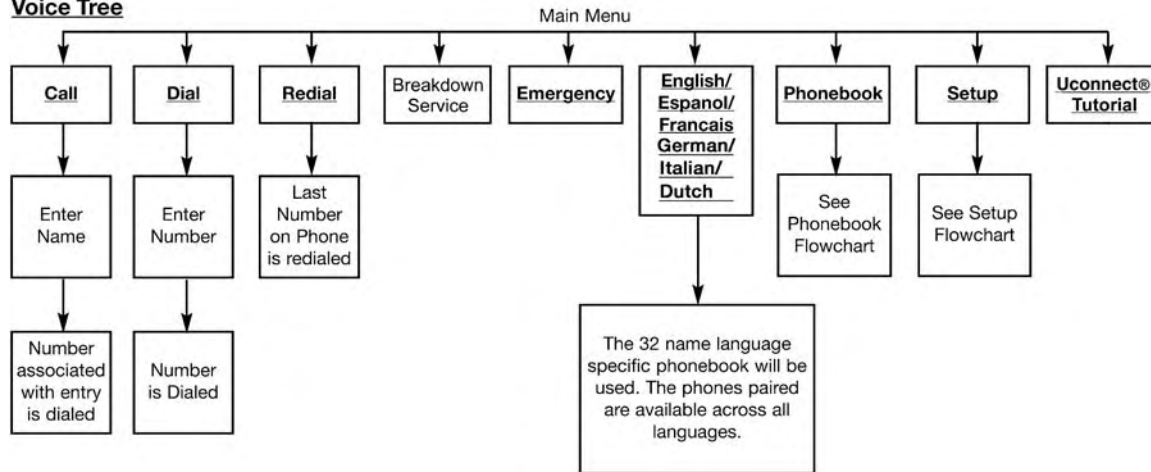 Voice Tree
Main Menu
Call
Dial
Redial
Breakdown
Service
Emergency
English/
Espanol/
Francais
German/
Italian/
Dutch
Phonebook
Setup
Uconnect®
Tutorial
Enter
Name
Enter
Number
Last
Number
on Phone
is redialed
See
Phonebook
Flowchart
See Setup
Flowchart
Number
associated
with entry
is dialed
Number
is Dialed
The 32 name language
specific phonebook will be
used. The phones paired
are available across all
languages.